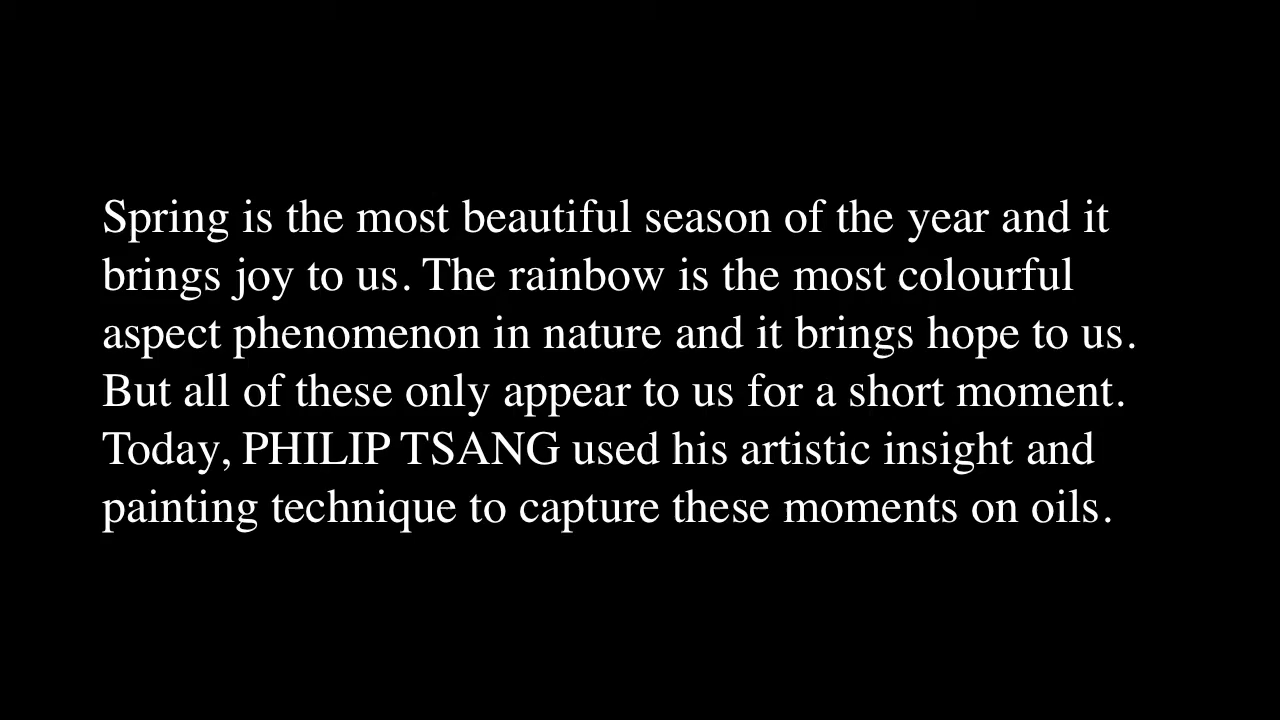 Spring is the most beautiful season of the year and it
brings joy to us. The rainbow is the most colourful
aspect phenomenon in nature and it brings hope to us.
But all of these only appear to us for a short moment.
Today, PHILIP TSANG used his artistic insight and
painting technique to capture these moments on oils.